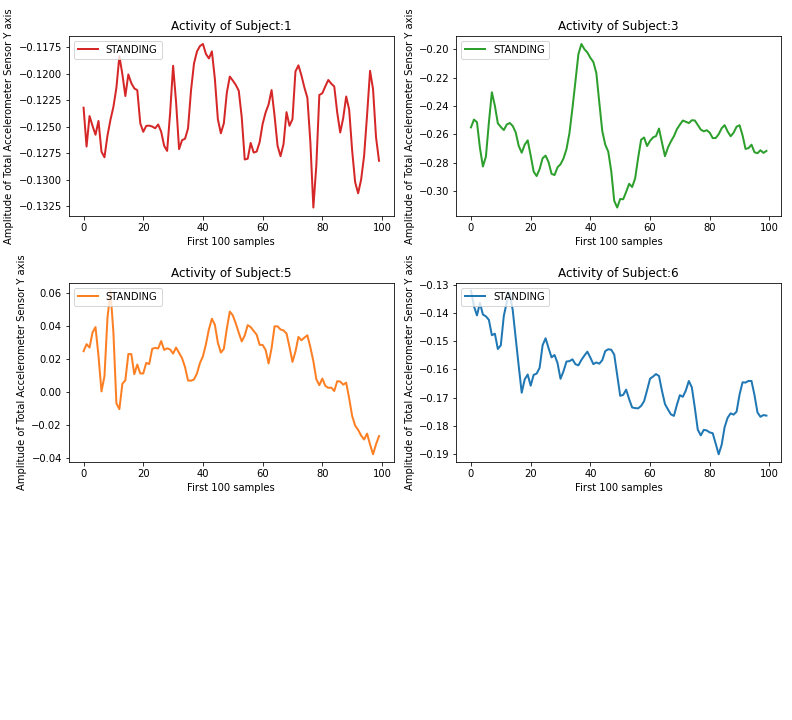 Activity of Subject:1
Amplitude of Total Accelerometer Sensor Y axis
STANDING
−0.1175
−0.1200
−0.1225
−0.1250
−0.1275
−0.1300
−0.1325
0 20 40 60 80 100
First 100 samples
Activity of Subject:3
Amplitude of Total Accelerometer Sensor Y axis
STANDING
−0.20
−0.22
−0.24
−0.26
−0.28
−0.30
0 20 40 60 80 100
First 100 samples
Activity of Subject:5
Amplitude of Total Accelerometer Sensor Y axis
STANDING
0.06
0.04
0.02
0.00
−0.02
−0.04
0 20 40 60 80 100
First 100 samples
Activity of Subject:6
Amplitude of Total Accelerometer Sensor Y axis
STANDING
−0.13
−0.14
−0.15
−0.16
−0.17
−0.18
−0.19
0 20 40 60 80 100
First 100 samples